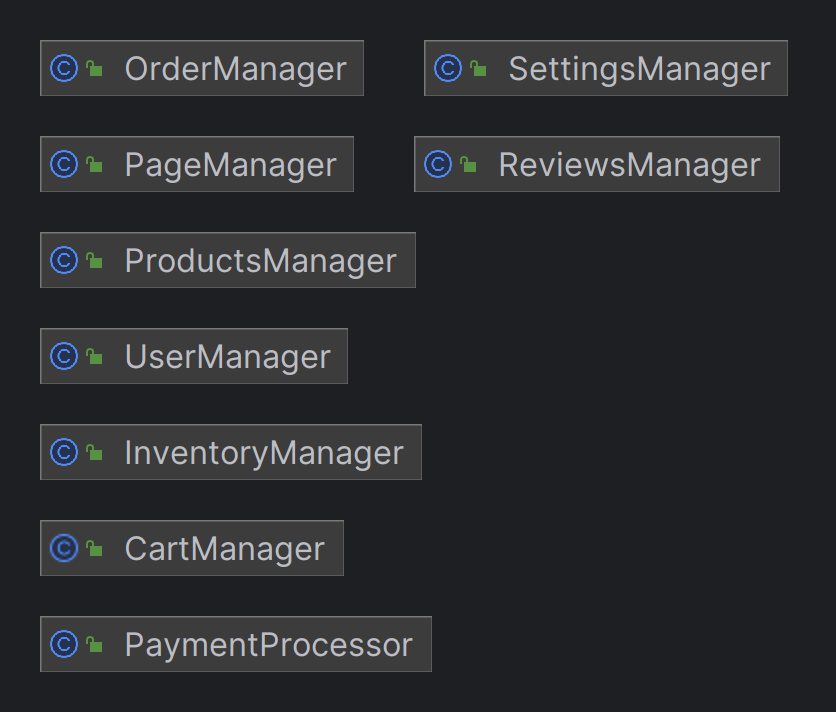 OrderManager
SettingsManager
PageManager
ReviewsManager
ProductsManager
UserManager
InventoryManager
CartManager
PaymentProcessor